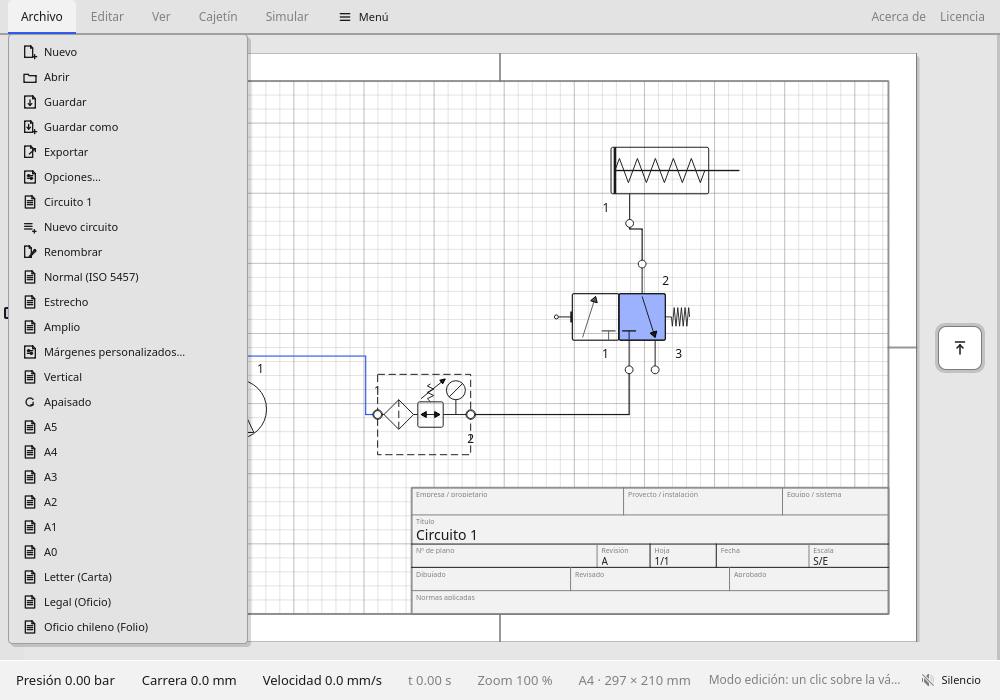 Archivo Editar Ver Cajetín Simular Menú Acerca de Licencia
Nuevo
Abrir
Guardar
Guardar como
Exportar
Opciones...
Circuito 1
Nuevo circuito
Renombrar
Normal (ISO 5457)
Estrecho
Amplio
Márgenes personalizados...
Vertical
Apaisado
A5
A4
A3
A2
A1
A0
Letter (Carta)
Legal (Oficio)
Oficio chileno (Folio)
1
2
1 3
1
1
2
Empresa / propietario Proyecto / instalación Equipo / sistema
Título
Circuito 1
Nº de plano Revisión Hoja Fecha Escala
A 1/1 S/E
Dibujado Revisado Aprobado
Normas aplicadas
Presión 0.00 bar Carrera 0.0 mm Velocidad 0.0 mm/s t 0.00 s Zoom 100 % A4 · 297 × 210 mm Modo edición: un clic sobre la vá... Silencio